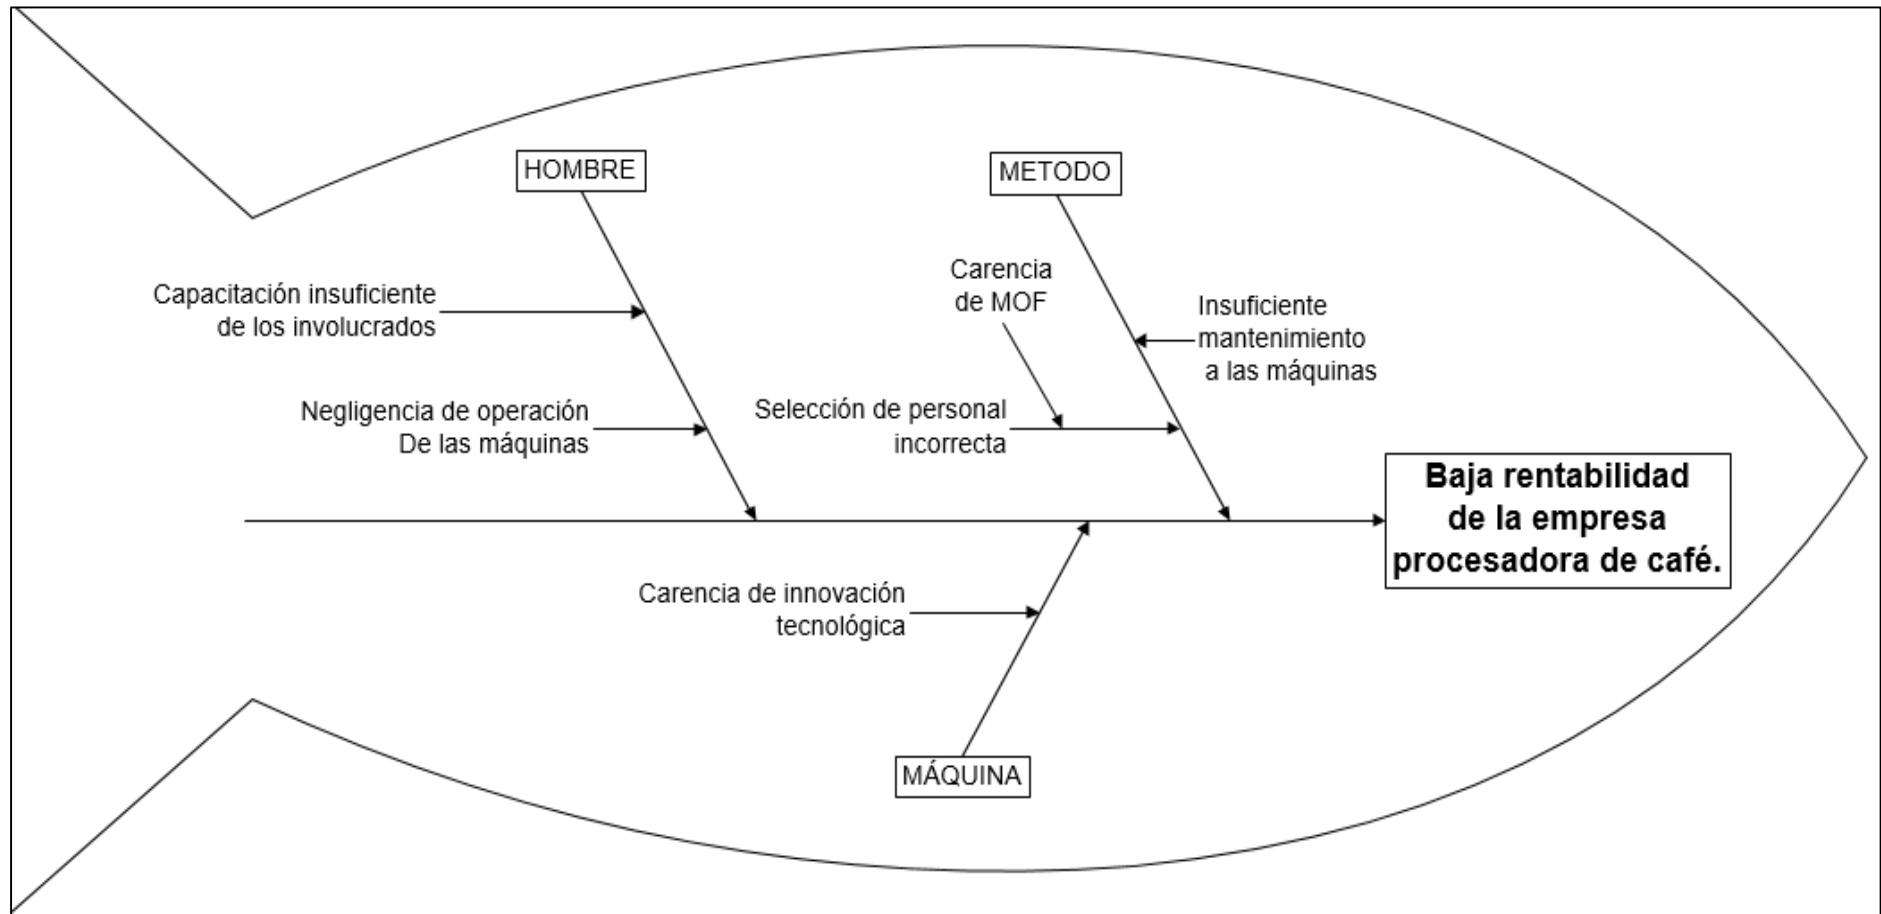 HOMBRE
METODO
Capacitación insuficiente
de los involucrados
Carencia
de MOF
Insuficiente
mantenimiento
a las máquinas
Negligencia de operación
De las máquinas
Selección de personal
incorrecta
Baja rentabilidad
de la empresa
procesadora de café.
Carencia de innovación
tecnológica
MÁQUINA